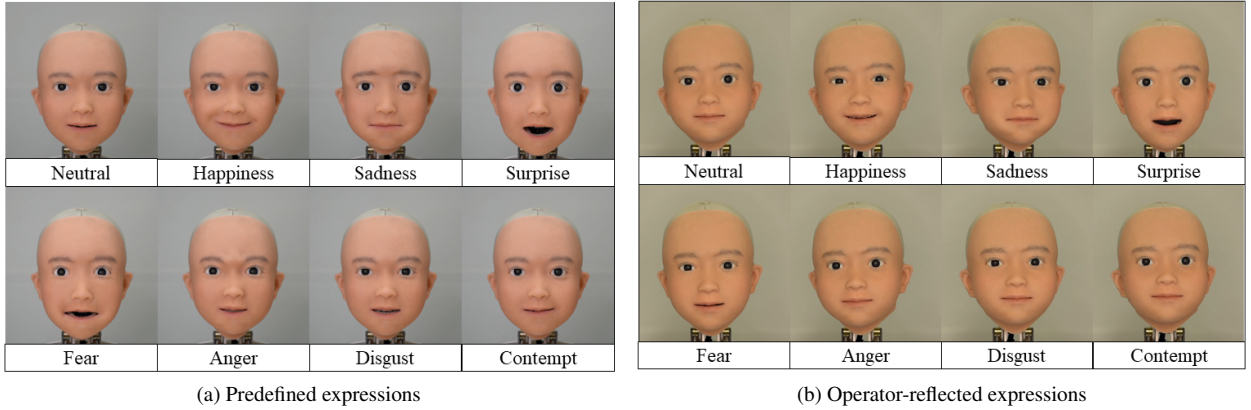 Neutral
Happiness
Sadness
Surprise
Fear
Anger
Disgust
Contempt
(a) Predefined expressions
Neutral
Happiness
Sadness
Surprise
Fear
Anger
Disgust
Contempt
(b) Operator-reflected expressions